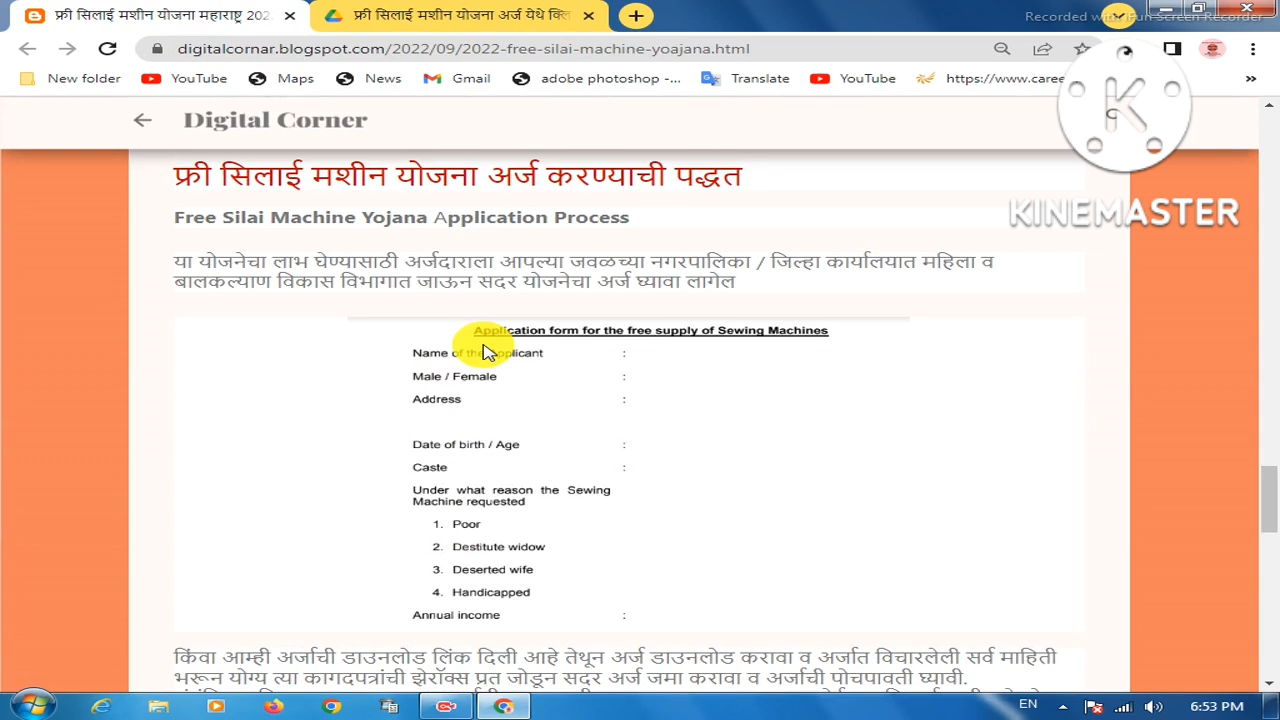 फ्री सिलाई मशीन योजना महाराष्ट्र 202
फ्री सिलाई मशीन योजना अर्ज येथे क्लि
Recorded with iFun Screen Recorder
digitalcornar.blogspot.com/2022/09/2022-free-silai-machine-yoajana.html
New folder YouTube Maps News Gmail adobe photoshop -... Translate YouTube https://www.caree
Digital Corner
KINEMASTER
फ्री सिलाई मशीन योजना अर्ज करण्याची पद्धत
Free Silai Machine Yojana Application Process
या योजनेचा लाभ घेण्यासाठी अर्जदाराला आपल्या जवळच्या नगरपालिका / जिल्हा कार्यालयात महिला व
बालकल्याण विकास विभागात जाऊन सदर योजनेचा अर्ज घ्यावा लागेल
Application form for the free supply of Sewing Machines
Name of the Applicant :
Male / Female :
Address :
Date of birth / Age :
Caste :
Under what reason the Sewing
Machine requested
1. Poor
2. Destitute widow
3. Deserted wife
4. Handicapped
Annual income :
किंवा आम्ही अर्जाची डाउनलोड लिंक दिली आहे तेथून अर्ज डाउनलोड करावा व अर्जात विचारलेली सर्व माहिती
भरून योग्य त्या कागदपत्रांची झेरॉक्स प्रत जोडून सदर अर्ज जमा करावा व अर्जाची पोचपावती घ्यावी.
EN 6:53 PM